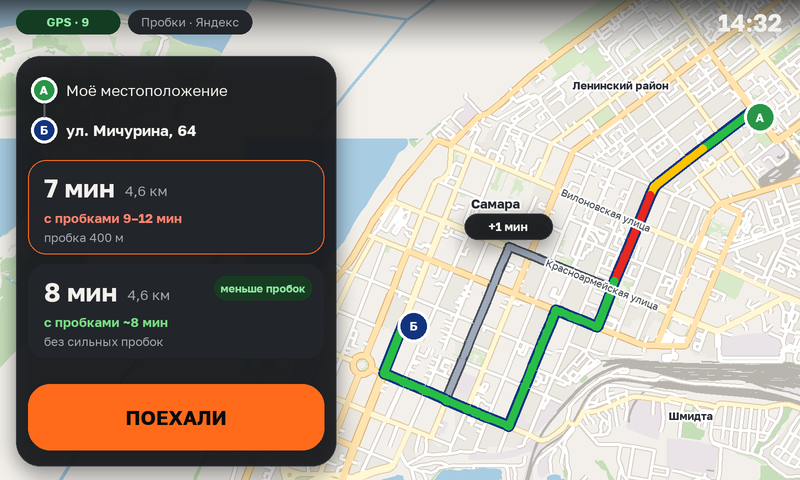 GPS · 9
Пробки · Яндекс
14:32
А
Моё местоположение
Б
ул. Мичурина, 64
7 мин 4,6 км
с пробками 9–12 мин
пробка 400 м
8 мин 4,6 км
меньше пробок
с пробками ~8 мин
без сильных пробок
ПОЕХАЛИ
Ленинский район
А
Самара
Вилоновская улица
+1 мин
Красноармейская улица
Б
Шмидта